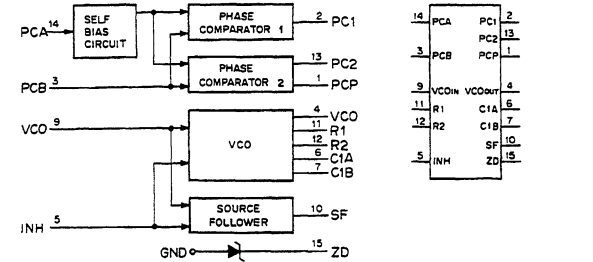 PCA 14
SELF
BIAS
CIRCUIT
PHASE
COMPARATOR 1
2 PC1
PCB 3
PHASE
COMPARATOR 2
13 PC2
1 PCP
VCO 9
VCO
4 VCO
11 R1
12 R2
6 C1A
7 C1B
INH 5
SOURCE
FOLLOWER
10 SF
GND
15 ZD
14 PCA PC1 2
PC2 13
3 PCB PCP 1
9 VCOIN VCOOUT 4
11 R1 C1A 6
12 R2 C1B 7
SF 10
5 INH ZD 15